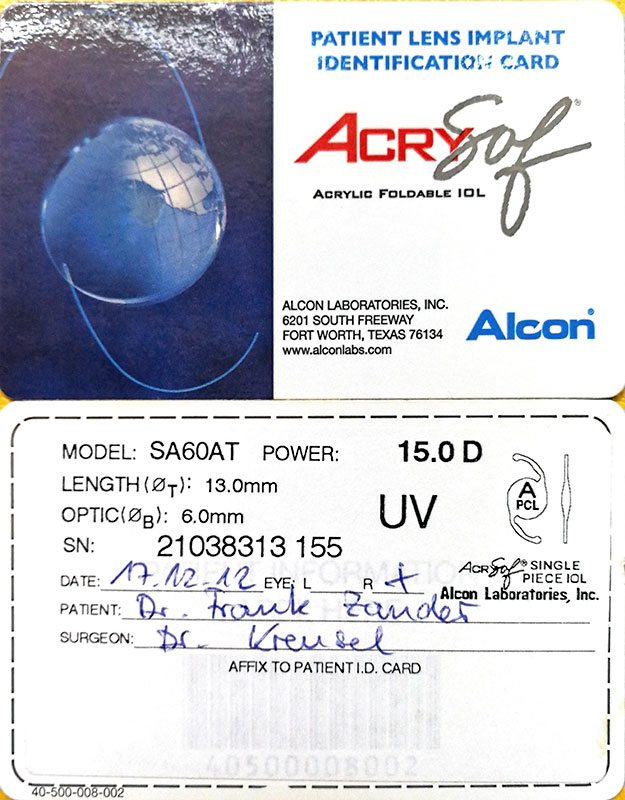 PATIENT LENS IMPLANT
IDENTIFICATION CARD
ACRYSof®
ACRYLIC FOLDABLE IOL
ALCON LABORATORIES, INC.
6201 SOUTH FREEWAY
FORT WORTH, TEXAS 76134
www.alconlabs.com
Alcon®
MODEL: SA60AT POWER: 15.0 D
LENGTH (ØT): 13.0mm
OPTIC (ØB): 6.0mm
UV
A
PCL
SN: 21038313 155
ACRYSof® SINGLE
PIECE IOL
Alcon Laboratories, Inc.
DATE: 17.12.12 EYE: L R +
PATIENT: Dr. Frank Zander
SURGEON: Dr. Kreusel
AFFIX TO PATIENT I.D. CARD
40500008002
40-500-008-002